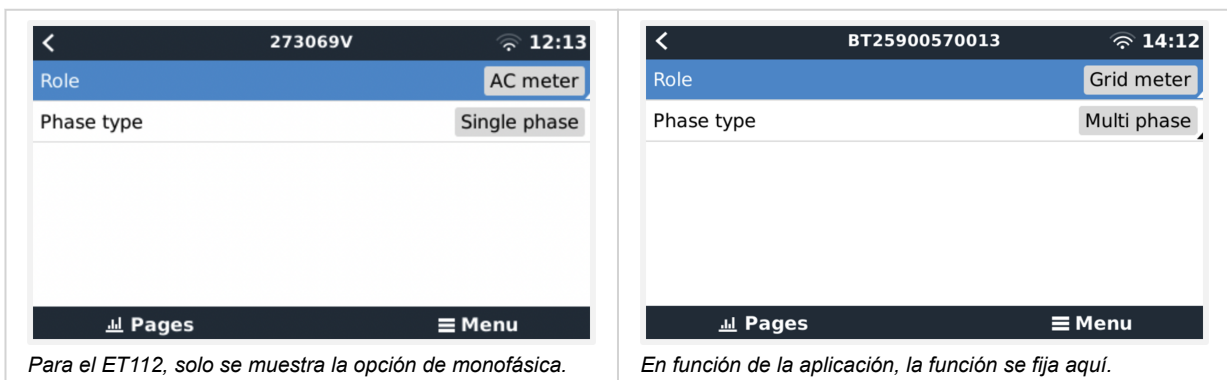 273069V 12:13
Role AC meter
Phase type Single phase
Pages Menu
Para el ET112, solo se muestra la opción de monofásica.
BT25900570013 14:12
Role Grid meter
Phase type Multi phase
Pages Menu
En función de la aplicación, la función se fija aquí.